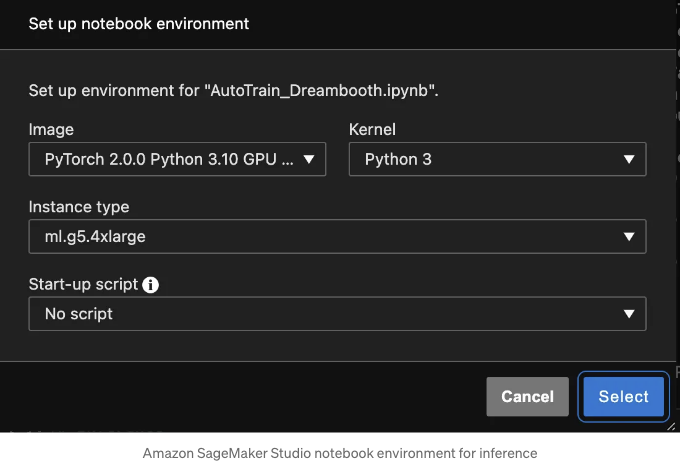 Set up notebook environment
Set up environment for "AutoTrain_Dreambooth.ipynb".
Image
Kernel
PyTorch 2.0.0 Python 3.10 GPU ...
Python 3
Instance type
ml.g5.4xlarge
Start-up script
No script
Cancel
Select
Amazon SageMaker Studio notebook environment for inference